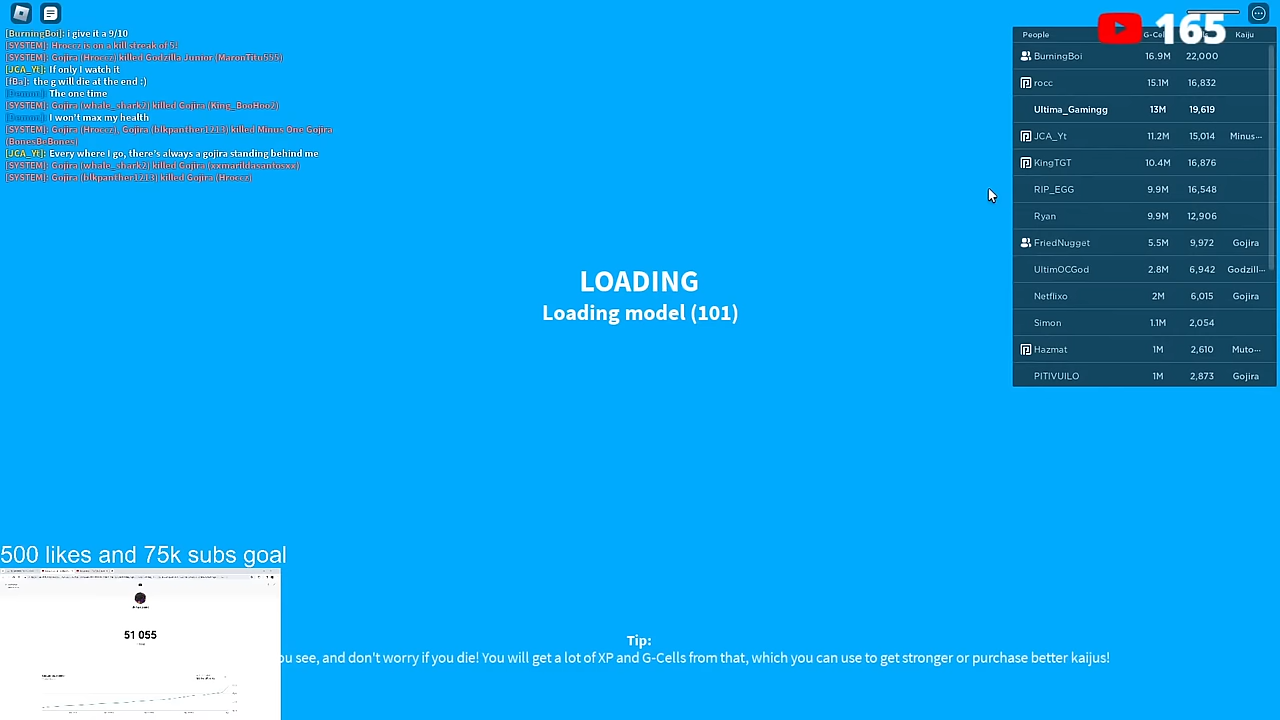 [BurningBoi]: i give it a 9/10
[SYSTEM]: Hroccz is on a kill streak of 5!
[SYSTEM]: Gojira (Hroccz) killed Godzilla Junior (MaronTitu555)
[JCA_Yt]: If only I watch it
[fBa]: the g will die at the end :)
The one time
[SYSTEM]: Gojira (whale_shark2) killed Gojira (King_BooHoo2)
I won't max my health
[SYSTEM]: Gojira (Hroccz), Gojira (blkpanther1213) killed Minus One Gojira
(BonesBeBones)
[JCA_Yt]: Every where I go, there's always a gojira standing behind me
[SYSTEM]: Gojira (whale_shark2) killed Gojira (xxmarildasantosxx)
[SYSTEM]: Gojira (blkpanther1213) killed Gojira (Hroccz)
165
People G-Ce Kaiju
BurningBoi 16.9M 22,000
rocc 15.1M 16,832
Ultima_Gamingg 13M 19,619
JCA_Yt 11.2M 15,014 Minus...
KingTGT 10.4M 16,876
RIP_EGG 9.9M 16,548
Ryan 9.9M 12,906
FriedNugget 5.5M 9,972 Gojira
UltimOCGod 2.8M 6,942 Godzill...
Netflixo 2M 6,015 Gojira
Simon 1.1M 2,054
Hazmat 1M 2,610 Muto...
PITIVUILO 1M 2,873 Gojira
LOADING
Loading model (101)
500 likes and 75k subs goal
51 055
Tip:
ou see, and don't worry if you die! You will get a lot of XP and G-Cells from that, which you can use to get stronger or purchase better kaijus!